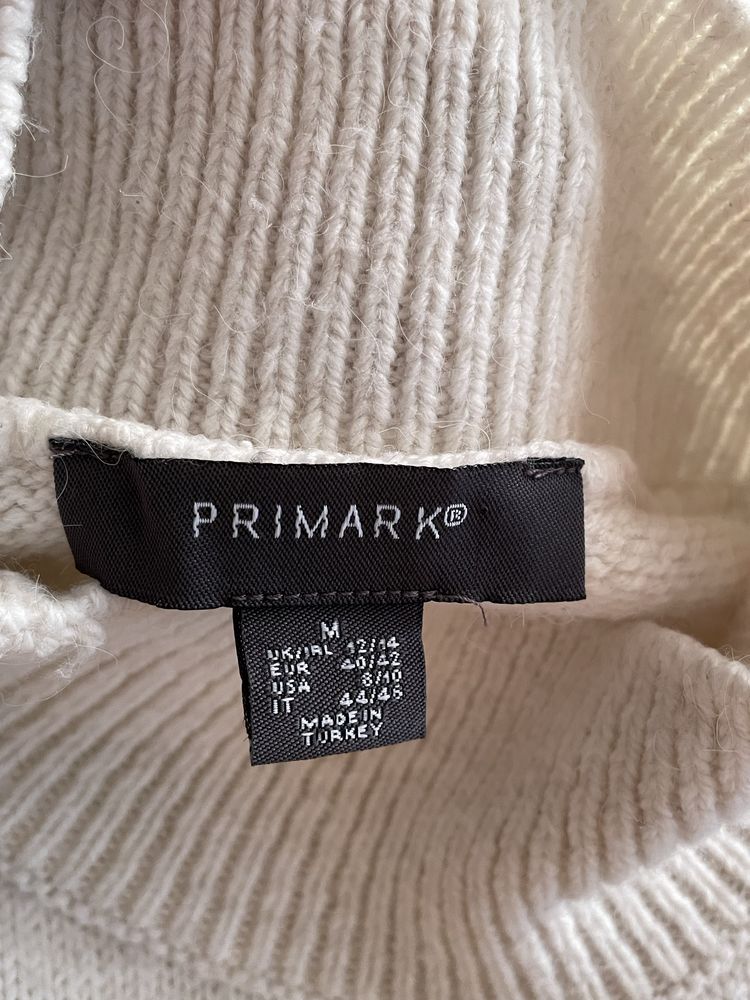 PRIMARK®
M
UK/IRL 12/14
EUR 40/42
USA 8/10
IT 44/46
MADE IN
TURKEY